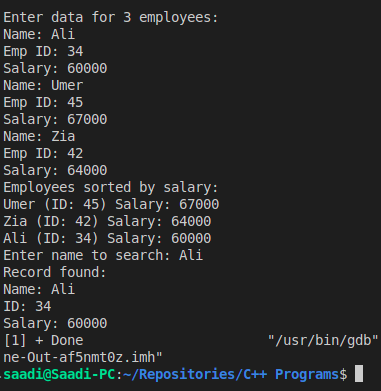 Enter data for 3 employees:
Name: Ali
Emp ID: 34
Salary: 60000
Name: Umer
Emp ID: 45
Salary: 67000
Name: Zia
Emp ID: 42
Salary: 64000
Employees sorted by salary:
Umer (ID: 45) Salary: 67000
Zia (ID: 42) Salary: 64000
Ali (ID: 34) Salary: 60000
Enter name to search: Ali
Record found:
Name: Ali
ID: 34
Salary: 60000
[1] + Done                       "/usr/bin/gdb"
ne-Out-af5nmt0z.imh"
saadi@Saadi-PC:~/Repositories/C++ Programs$